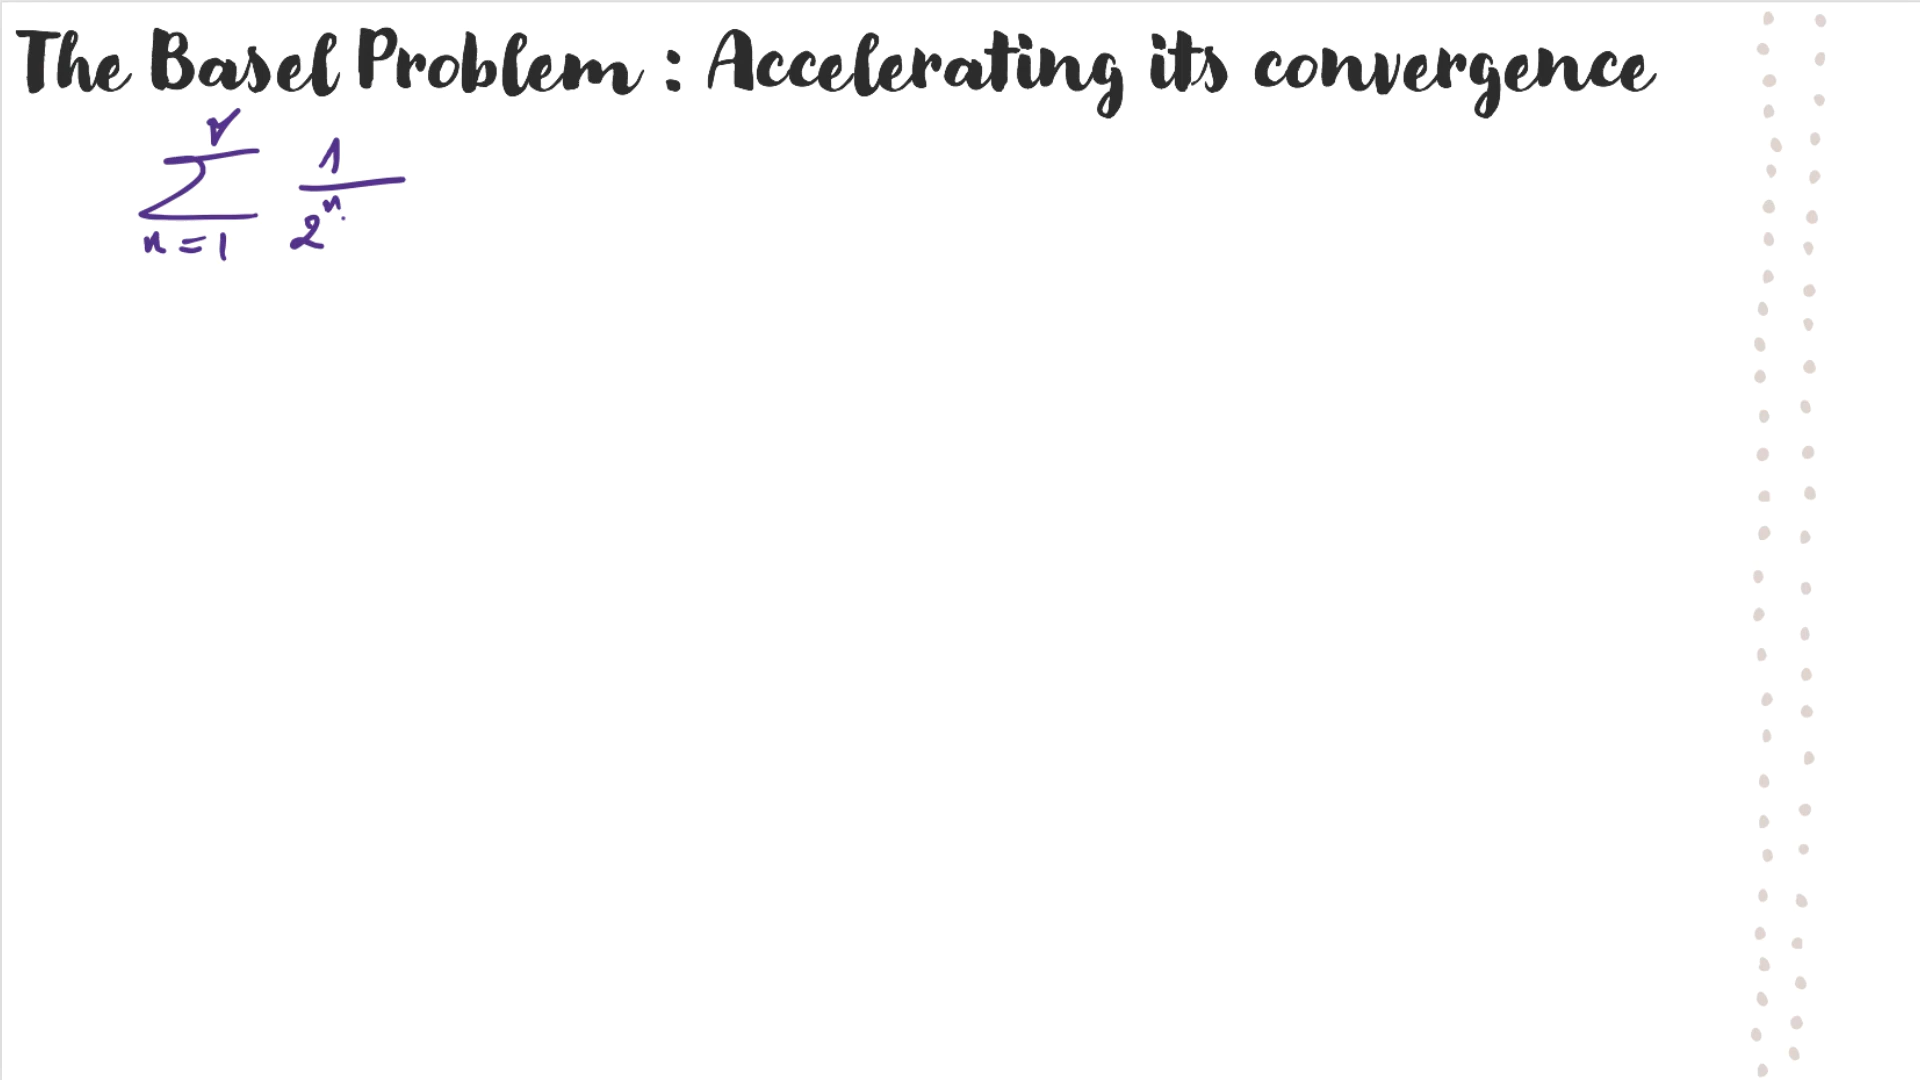 The Basel Problem : Accelerating its convergence
r
∑ 1/2^n
n=1